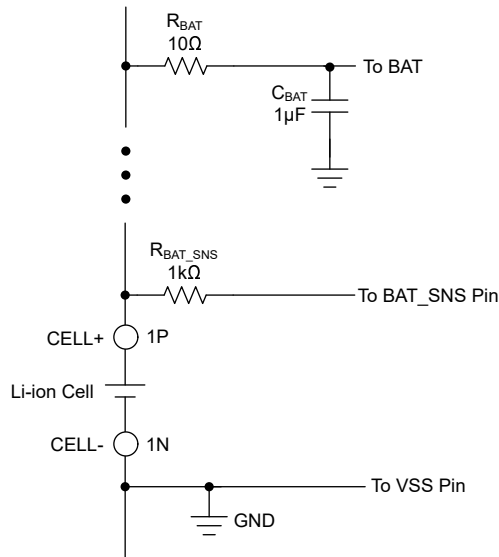 R_BAT
10Ω
To BAT
C_BAT
1µF
R_BAT_SNS
1kΩ
To BAT_SNS Pin
CELL+ 1P
Li-ion Cell
CELL- 1N
To VSS Pin
GND